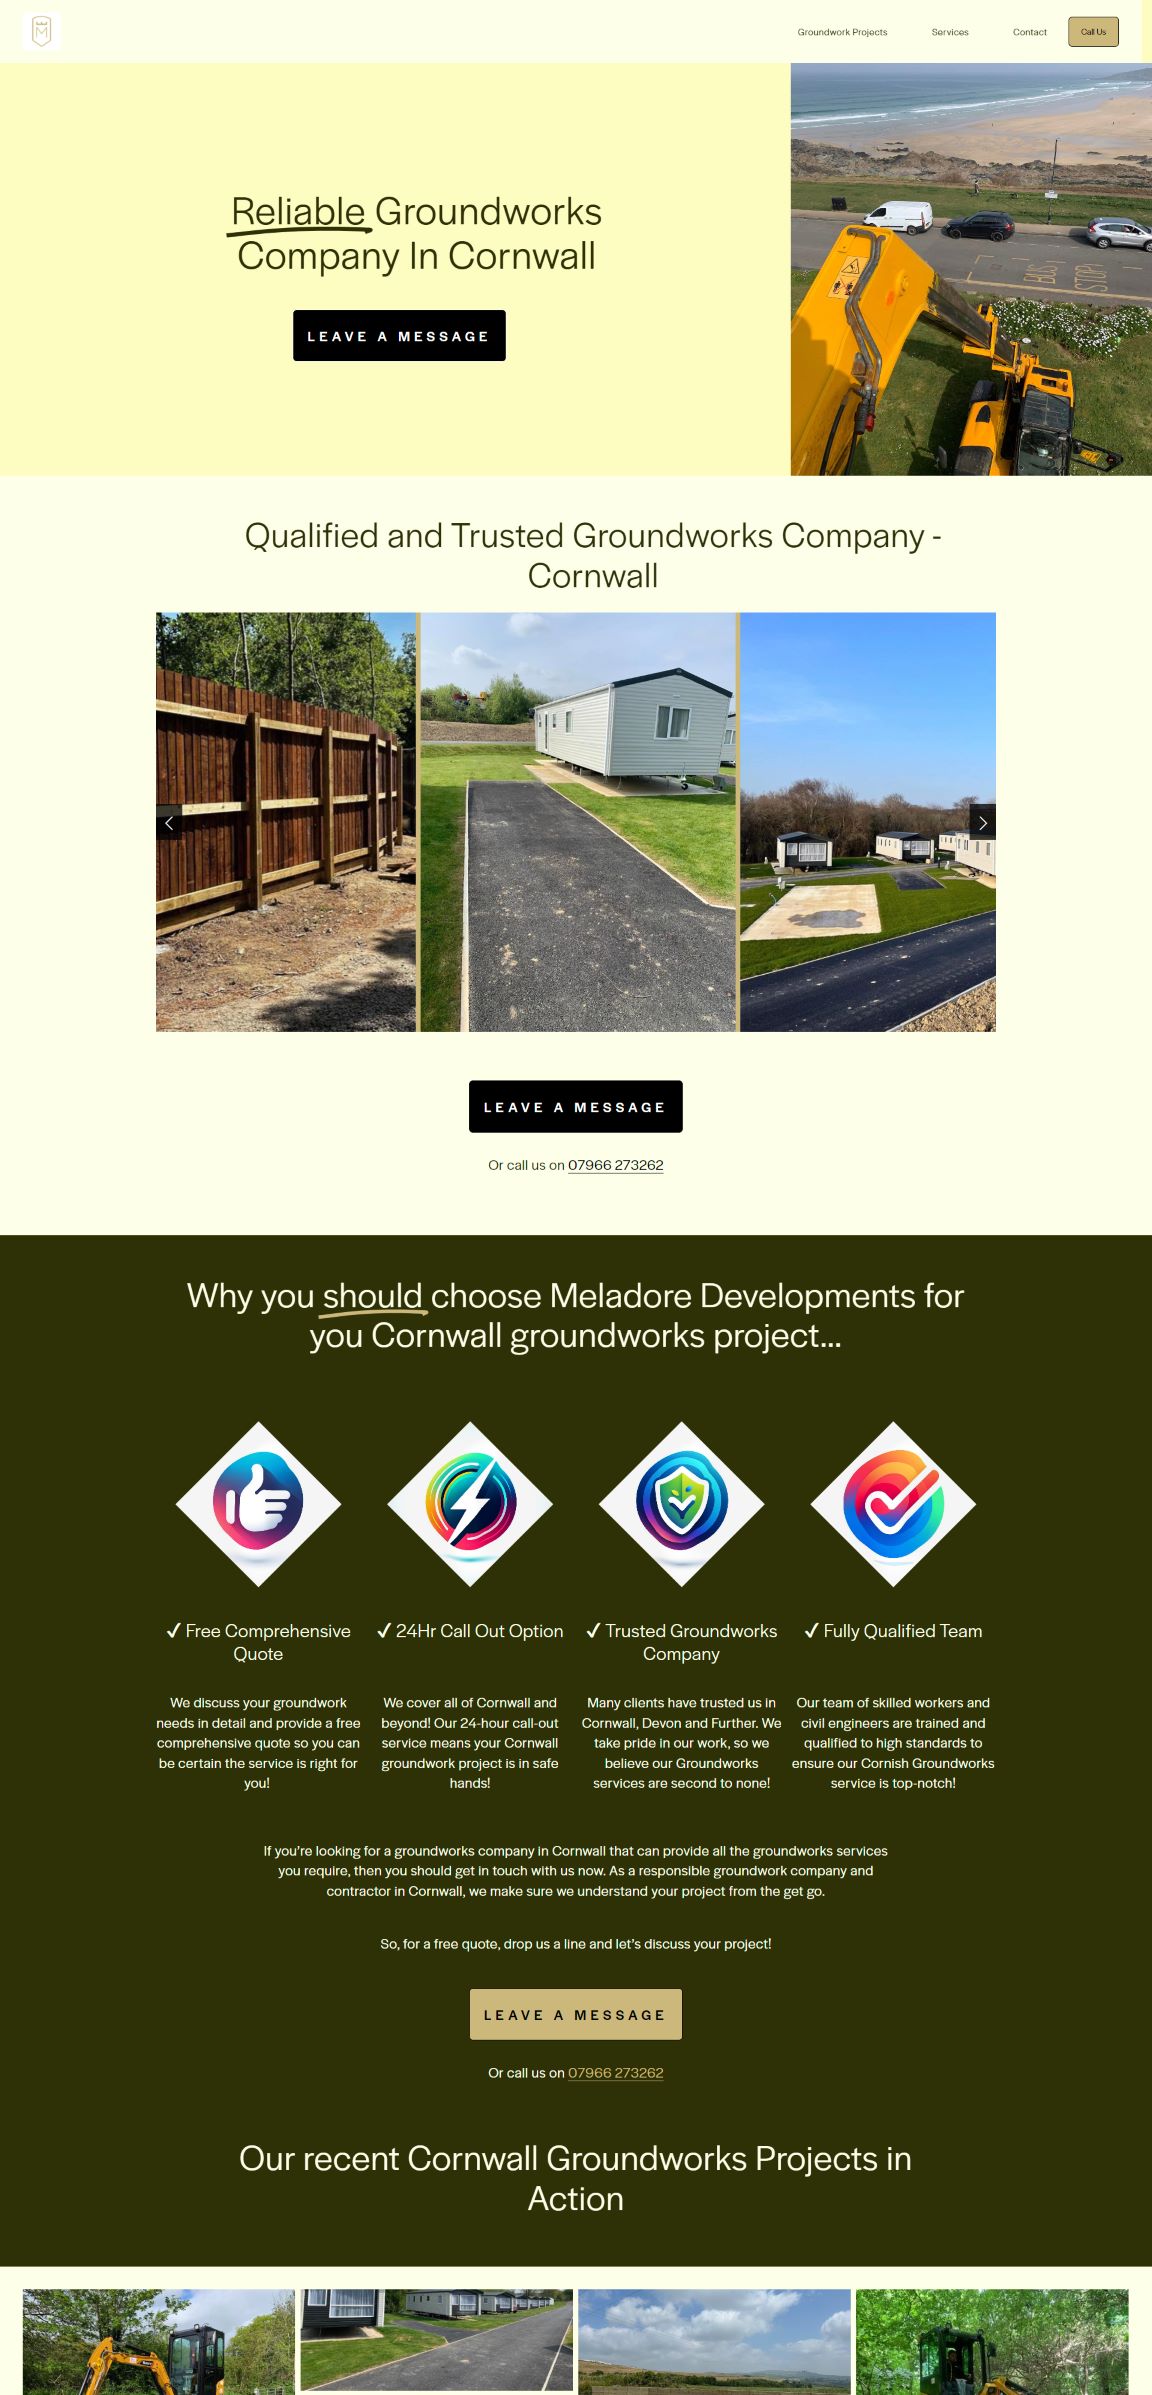 M
Groundwork Projects Services Contact Call Us
Reliable Groundworks
Company In Cornwall
LEAVE A MESSAGE
BUS
STOP
Qualified and Trusted Groundworks Company -
Cornwall
LEAVE A MESSAGE
Or call us on 07966 273262
Why you should choose Meladore Developments for
you Cornwall groundworks project...
✓ Free Comprehensive
Quote
We discuss your groundwork
needs in detail and provide a free
comprehensive quote so you can
be certain the service is right for
you!
✓ 24Hr Call Out Option
We cover all of Cornwall and
beyond! Our 24-hour call-out
service means your Cornwall
groundwork project is in safe
hands!
✓ Trusted Groundworks
Company
Many clients have trusted us in
Cornwall, Devon and Further. We
take pride in our work, so we
believe our Groundworks
services are second to none!
✓ Fully Qualified Team
Our team of skilled workers and
civil engineers are trained and
qualified to high standards to
ensure our Cornish Groundworks
service is top-notch!
If you’re looking for a groundworks company in Cornwall that can provide all the groundworks services
you require, then you should get in touch with us now. As a responsible groundwork company and
contractor in Cornwall, we make sure we understand your project from the get go.
So, for a free quote, drop us a line and let’s discuss your project!
LEAVE A MESSAGE
Or call us on 07966 273262
Our recent Cornwall Groundworks Projects in
Action